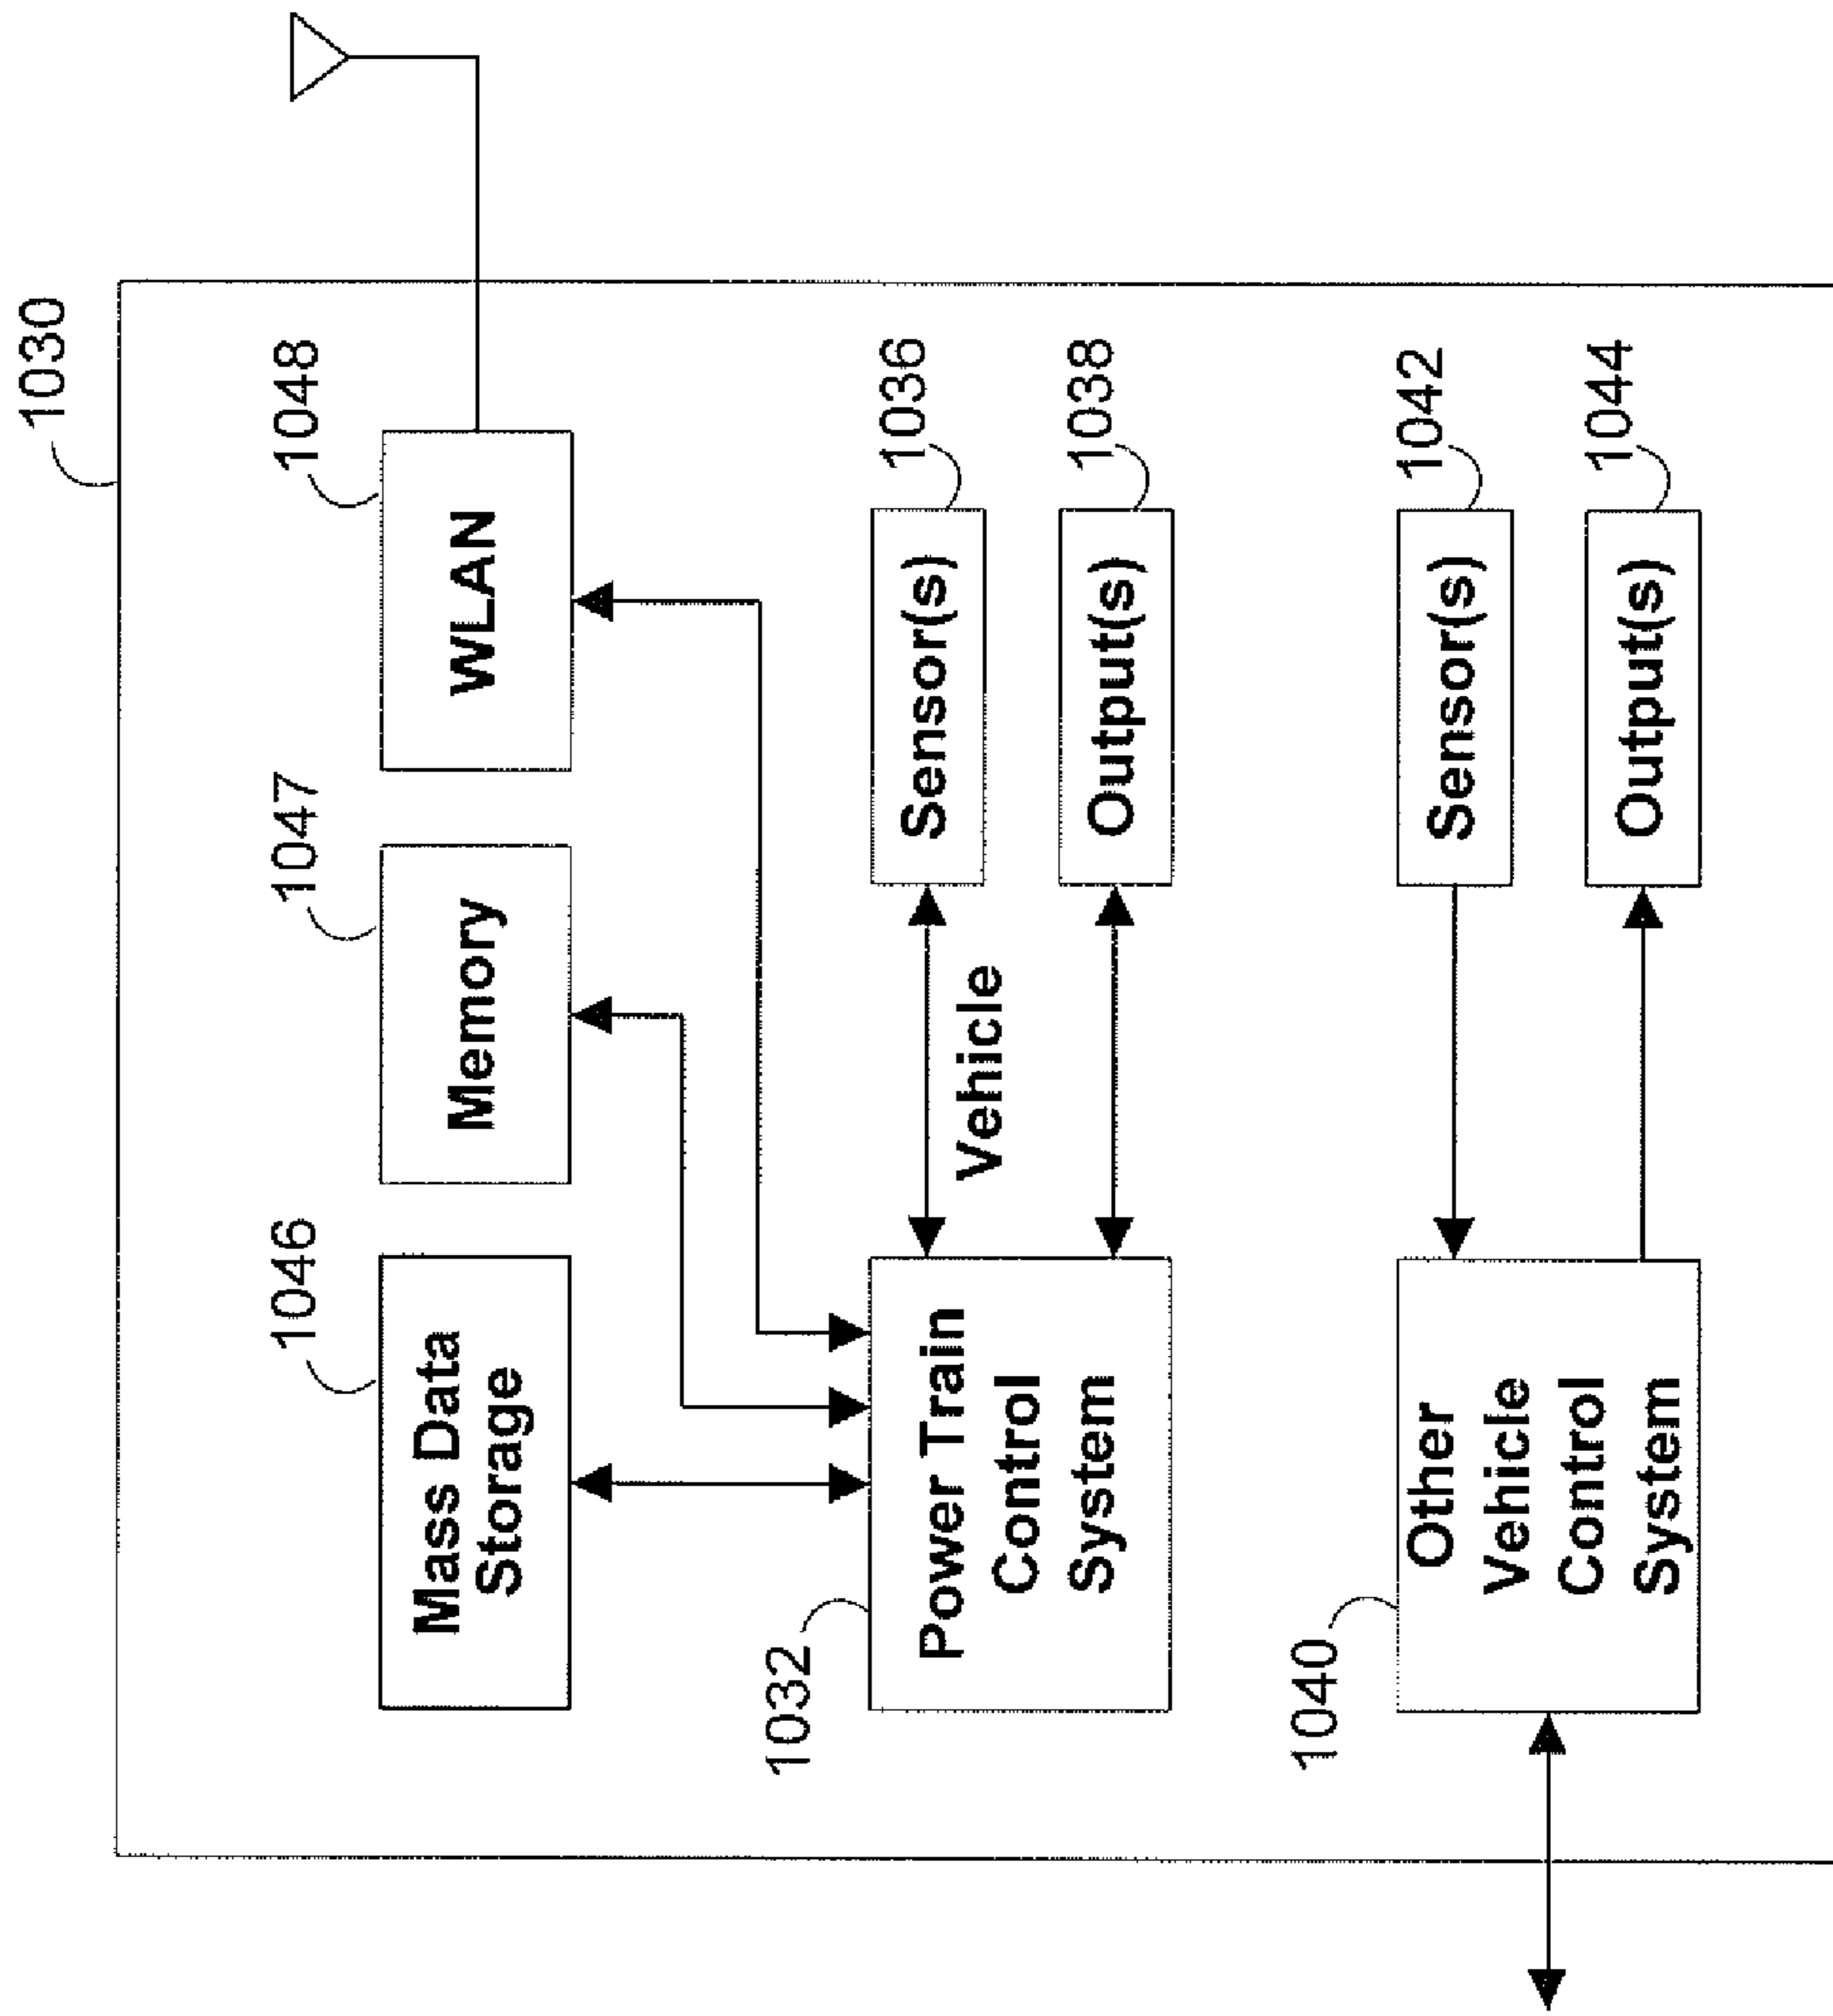 1030
1046
1047
1048
Mass Data
Storage
Memory
WLAN
1032
1036
Power Train
Control
System
Sensor(s)
Vehicle
1038
Output(s)
1040
1042
Other
Vehicle
Control
System
Sensor(s)
1044
Output(s)